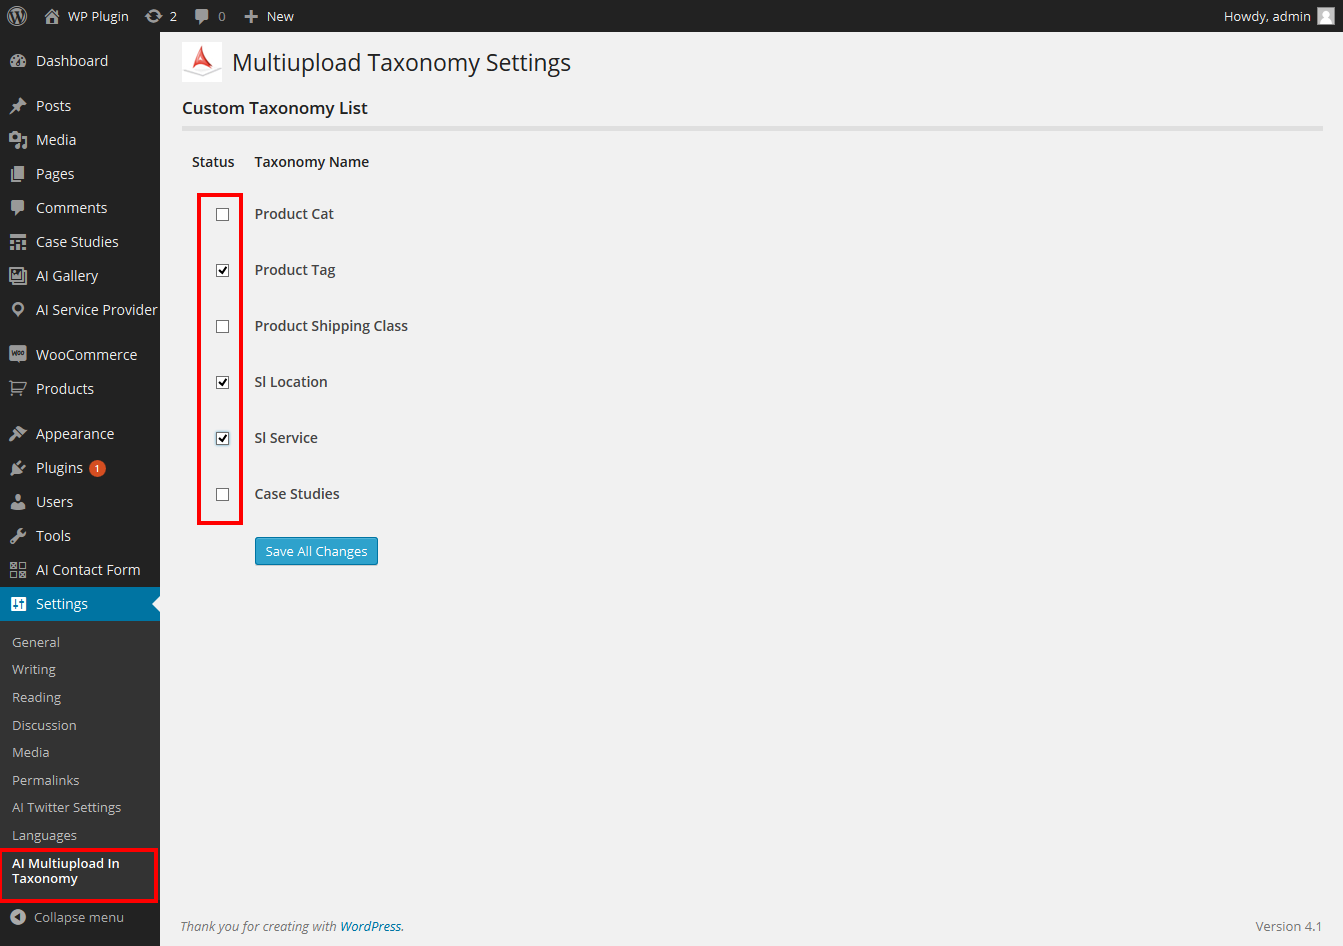 WP Plugin 2 0 New Howdy, admin
Dashboard
Posts
Media
Pages
Comments
Case Studies
AI Gallery
AI Service Provider
WooCommerce
Products
Appearance
Plugins 1
Users
Tools
AI Contact Form
Settings
General
Writing
Reading
Discussion
Media
Permalinks
AI Twitter Settings
Languages
AI Multiupload In
Taxonomy
Collapse menu
Multiupload Taxonomy Settings
Custom Taxonomy List
Status Taxonomy Name
Product Cat
Product Tag
Product Shipping Class
Sl Location
Sl Service
Case Studies
Save All Changes
Thank you for creating with WordPress.
Version 4.1